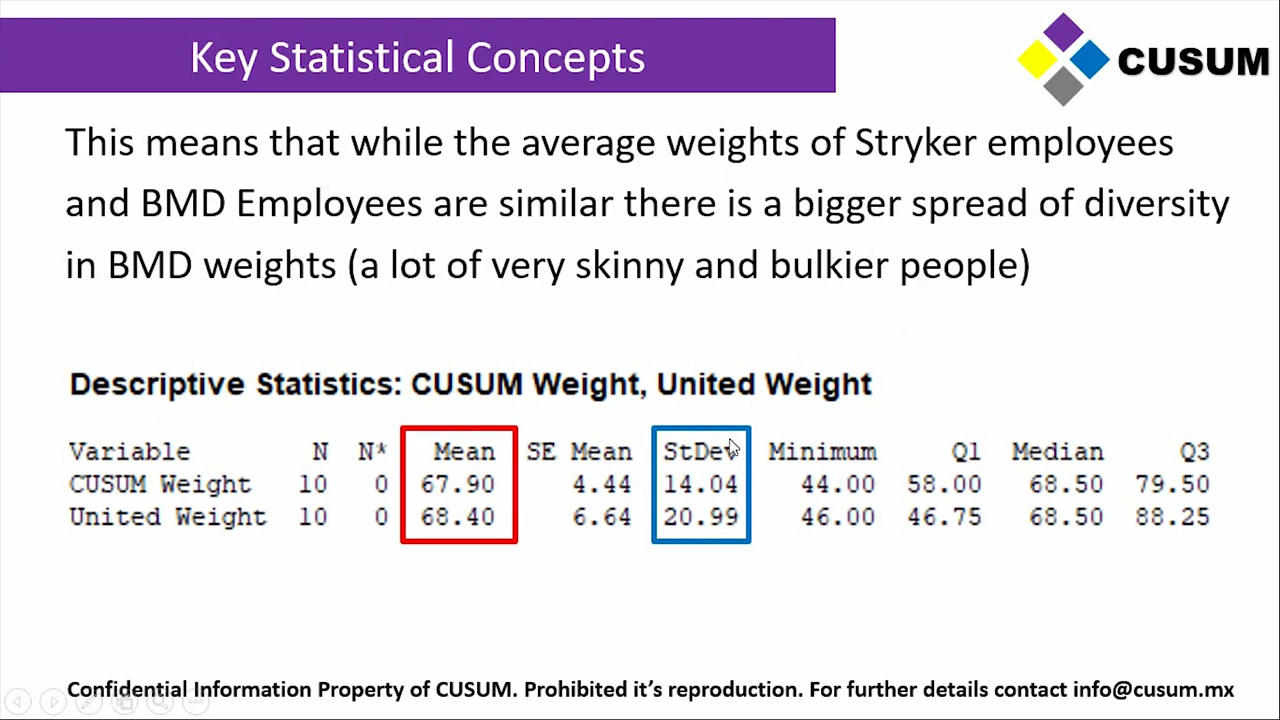 Key Statistical Concepts
CUSUM
This means that while the average weights of Stryker employees
and BMD Employees are similar there is a bigger spread of diversity
in BMD weights (a lot of very skinny and bulkier people)
Descriptive Statistics: CUSUM Weight, United Weight
Variable N N* Mean SE Mean StDev Minimum Q1 Median Q3
CUSUM Weight 10 0 67.90 4.44 14.04 44.00 58.00 68.50 79.50
United Weight 10 0 68.40 6.64 20.99 46.00 46.75 68.50 88.25
Confidential Information Property of CUSUM. Prohibited it’s reproduction. For further details contact info@cusum.mx